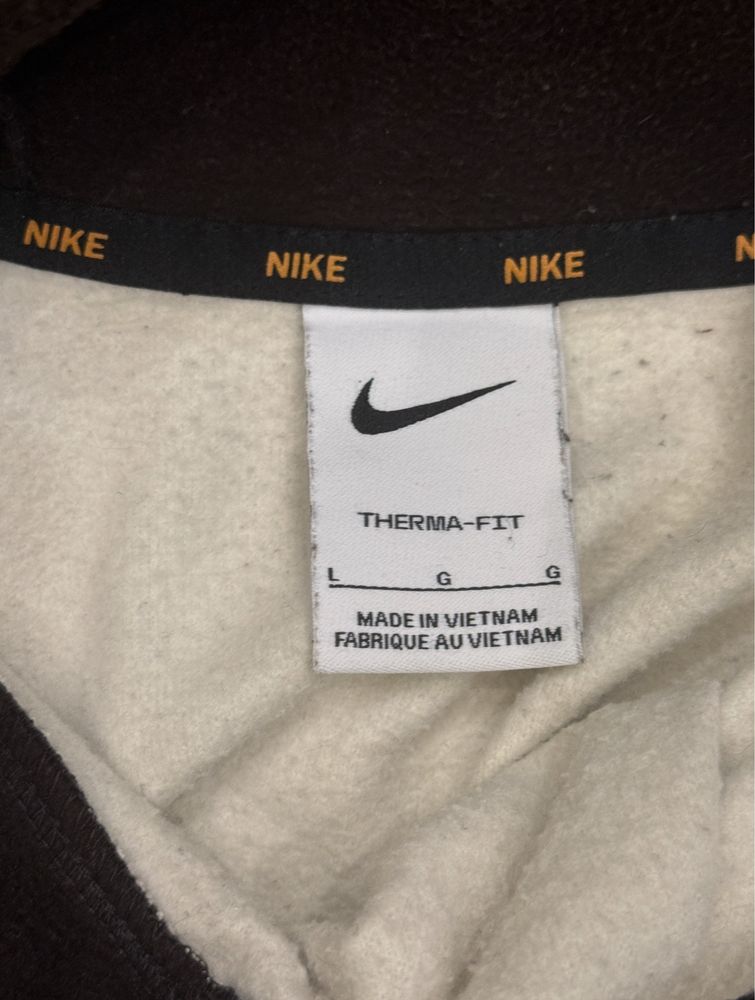 NIKE NIKE NIKE N
THERMA-FIT
L G G
MADE IN VIETNAM
FABRIQUE AU VIETNAM